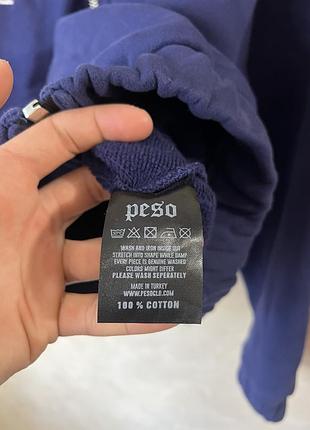 peso
WASH AND IRON INSIDE OUT
STRETCH INTO SHAPE WHILE DAMP
EVERY PIECE IS GENUINE WASHED
COLORS MIGHT DIFFER
PLEASE WASH SEPERATELY
MADE IN TURKEY
WWW.PESOCLO.COM
100 % COTTON